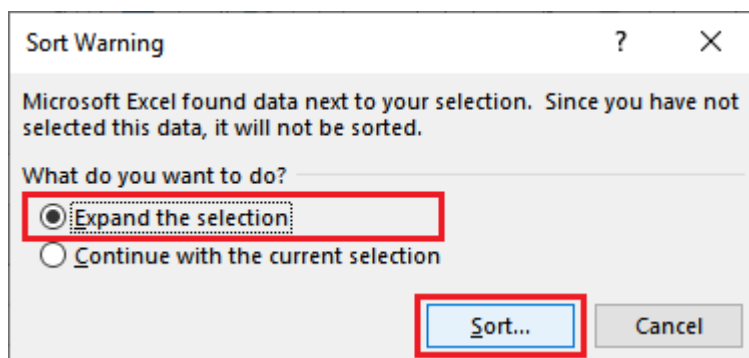 Sort Warning ?
Microsoft Excel found data next to your selection. Since you have not
selected this data, it will not be sorted.
What do you want to do?
Expand the selection
Continue with the current selection
Sort... Cancel